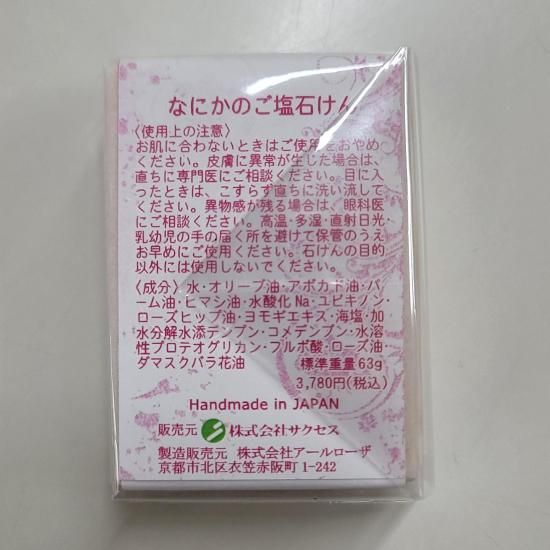 なにかのご塩石けん
〈使用上の注意〉
お肌に合わないときはご使用をおやめ
ください。皮膚に異常が生じた場合は、
直ちに専門医にご相談ください。目に入
ったときは、こすらず直ちに洗い流して
ください。異物感が残る場合は、眼科医
にご相談ください。高温・多湿・直射日光・
乳幼児の手の届く所を避けて保管のうえ
お早めにご使用ください。石けんの目的
以外には使用しないでください。
〈成分〉水・オリーブ油・アボカド油・パ
ーム油・ヒマシ油・水酸化Na・ユビキノン・
ローズヒップ油・ヨモギエキス・海塩・加
水分解水添デンプン・コメデンプン・水溶
性プロテオグリカン・フルボ酸・ローズ油・
ダマスクバラ花油 標準重量63g
3,780円(税込)
Handmade in JAPAN
販売元 株式会社サクセス
製造販売元 株式会社アールローザ
京都市北区衣笠赤阪町1-242